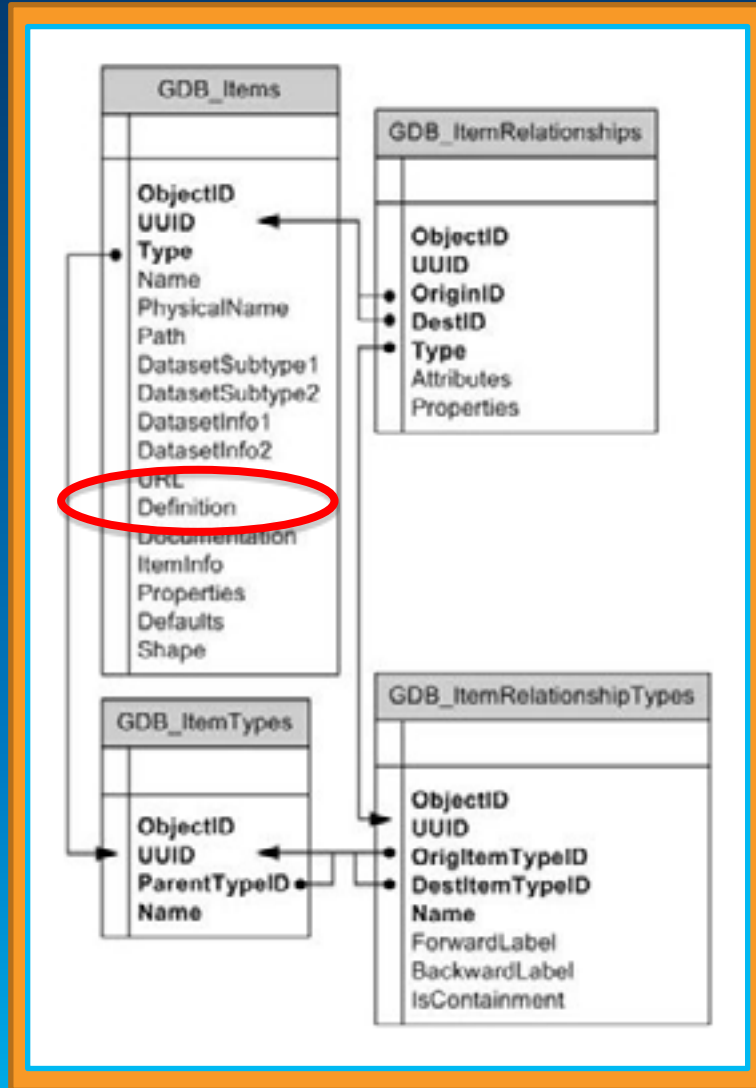 GDB_Items
ObjectID
UUID
Type
Name
PhysicalName
Path
DatasetSubtype1
DatasetSubtype2
DatasetInfo1
DatasetInfo2
URL
Definition
Documentation
ItemInfo
Properties
Defaults
Shape
GDB_ItemRelationships
ObjectID
UUID
OriginID
DestID
Type
Attributes
Properties
GDB_ItemTypes
ObjectID
UUID
ParentTypeID
Name
GDB_ItemRelationshipTypes
ObjectID
UUID
OrigItemTypeID
DestItemTypeID
Name
ForwardLabel
BackwardLabel
IsContainment